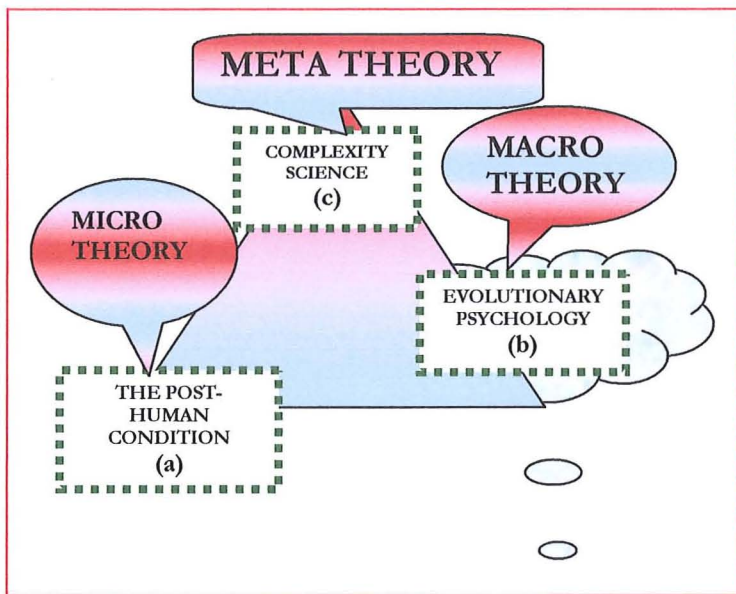 META THEORY
COMPLEXITY
SCIENCE
(c)
MACRO
THEORY
MICRO
THEORY
EVOLUTIONARY
PSYCHOLOGY
(b)
THE POST-
HUMAN
CONDITION
(a)